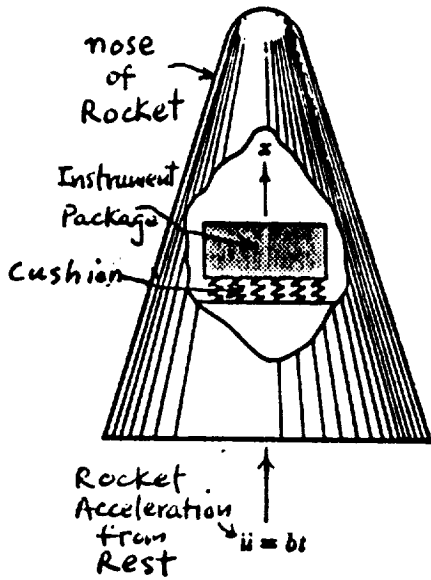 nose
of
Rocket
x
Instrument
Package
Cushion
Rocket
Acceleration
from
Rest
ü = bt